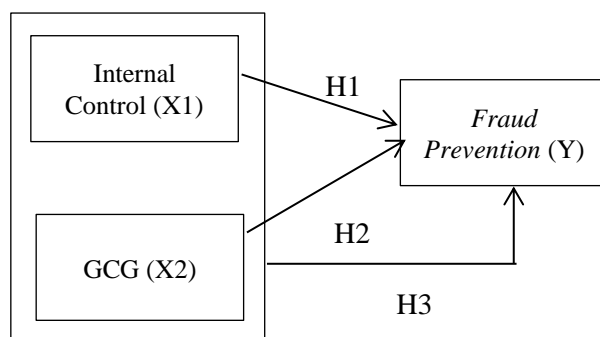 Internal
Control (X1)
H1
Fraud
Prevention (Y)
GCG (X2)
H2
H3